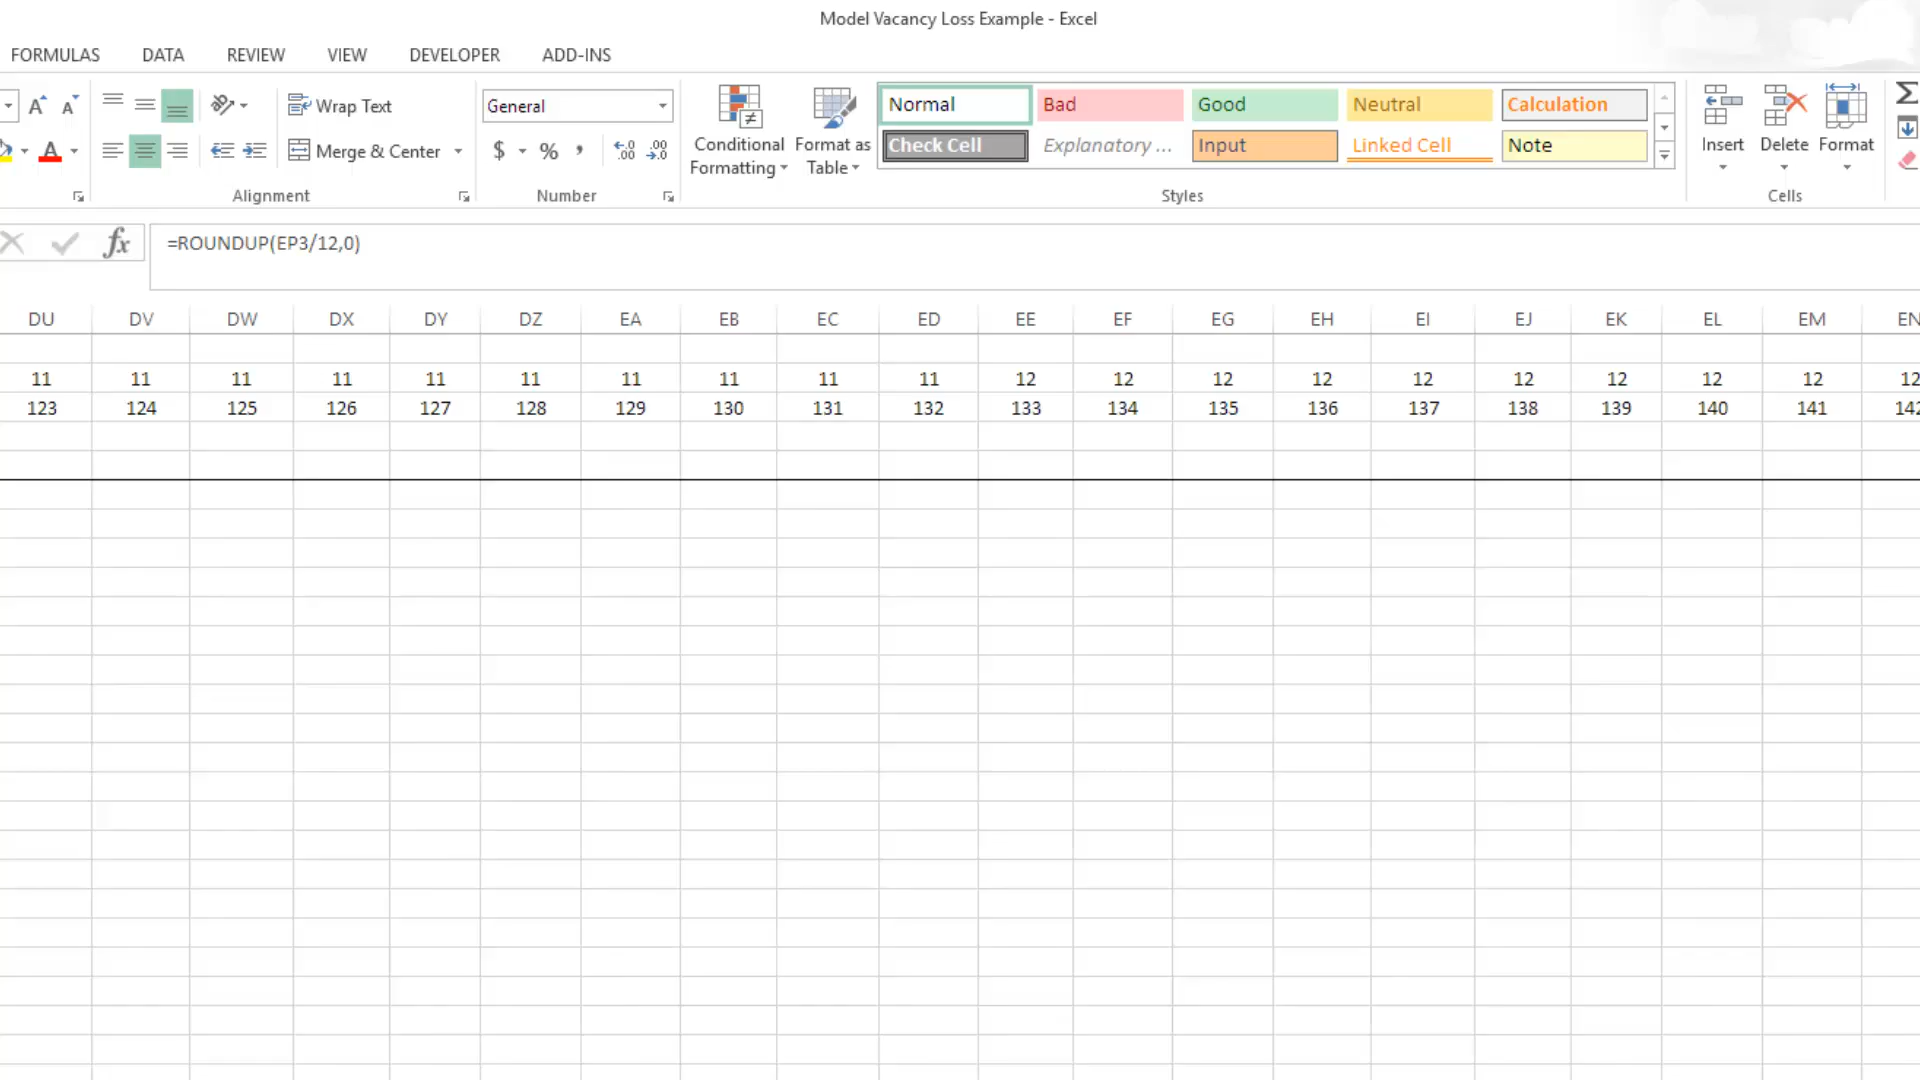 Model Vacancy Loss Example - Excel
FORMULAS DATA REVIEW VIEW DEVELOPER ADD-INS
Wrap Text General Normal Bad Good Neutral Calculation
Merge & Center $ % , Conditional Formatting Format as Table Check Cell Explanatory ... Input Linked Cell Note Insert Delete Format
Alignment Number Styles Cells
fx =ROUNDUP(EP3/12,0)
DU DV DW DX DY DZ EA EB EC ED EE EF EG EH EI EJ EK EL EM EN
11 11 11 11 11 11 11 11 11 11 12 12 12 12 12 12 12 12 12 12
123 124 125 126 127 128 129 130 131 132 133 134 135 136 137 138 139 140 141 142